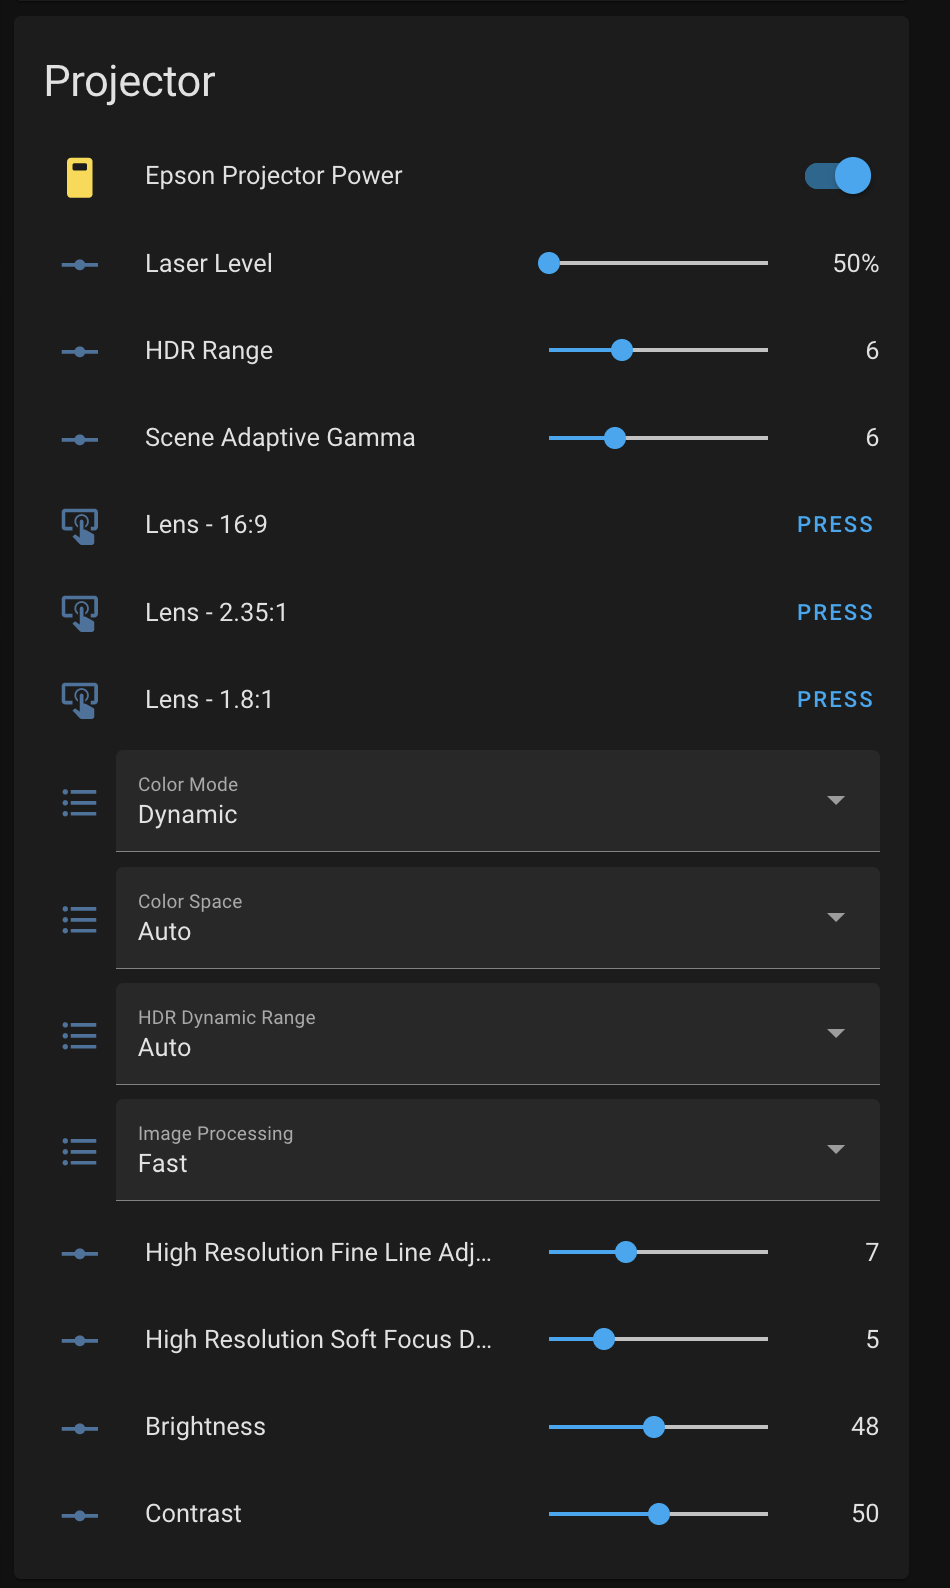 Projector
Epson Projector Power
Laser Level 50%
HDR Range 6
Scene Adaptive Gamma 6
Lens - 16:9 PRESS
Lens - 2.35:1 PRESS
Lens - 1.8:1 PRESS
Color Mode
Dynamic
Color Space
Auto
HDR Dynamic Range
Auto
Image Processing
Fast
High Resolution Fine Line Adj... 7
High Resolution Soft Focus D... 5
Brightness 48
Contrast 50